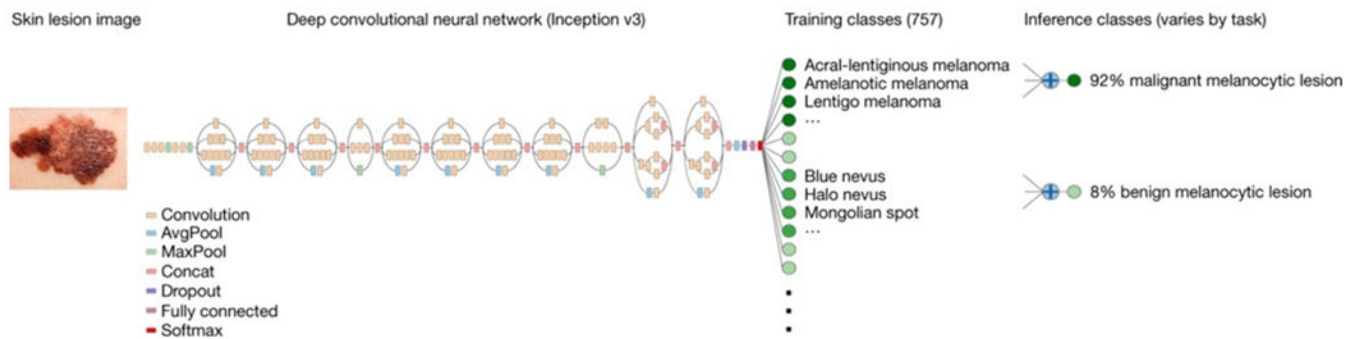 Skin lesion image
Deep convolutional neural network (Inception v3)
Training classes (757)
Inference classes (varies by task)
Acral-lentiginous melanoma
Amelanotic melanoma
Lentigo melanoma
...
Blue nevus
Halo nevus
Mongolian spot
...
92% malignant melanocytic lesion
8% benign melanocytic lesion
Convolution
AvgPool
MaxPool
Concat
Dropout
Fully connected
Softmax